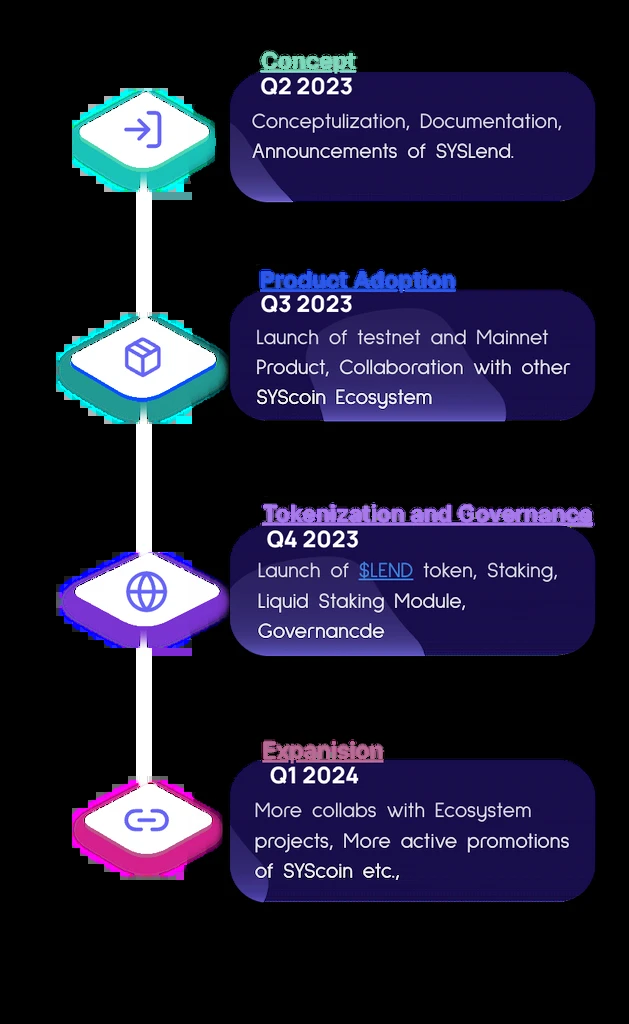 Concept
Q2 2023
Conceptulization, Documentation,
Announcements of SYSLend.
Product Adoption
Q3 2023
Launch of testnet and Mainnet
Product, Collaboration with other
SYScoin Ecosystem
Tokenization and Governance
Q4 2023
Launch of $LEND token, Staking,
Liquid Staking Module,
Governancde
Expanision
Q1 2024
More collabs with Ecosystem
projects, More active promotions
of SYScoin etc.,